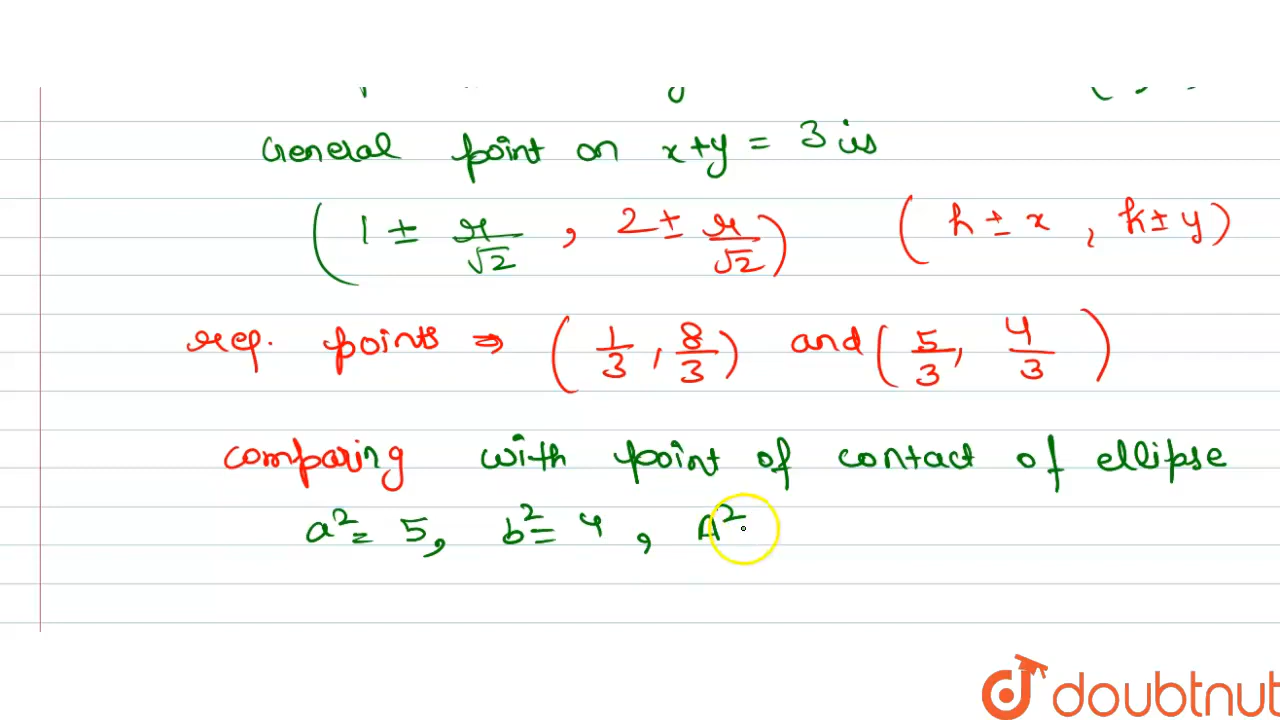 General point on x+y = 3 is
(1 ± r/√2 , 2 ± r/√2) (h ± x , k ± y)
req. points ⇒ (1/3 , 8/3) and (5/3, 4/3)
comparing with point of contact of ellipse
a² = 5, b² = 4, A²
doubtnut